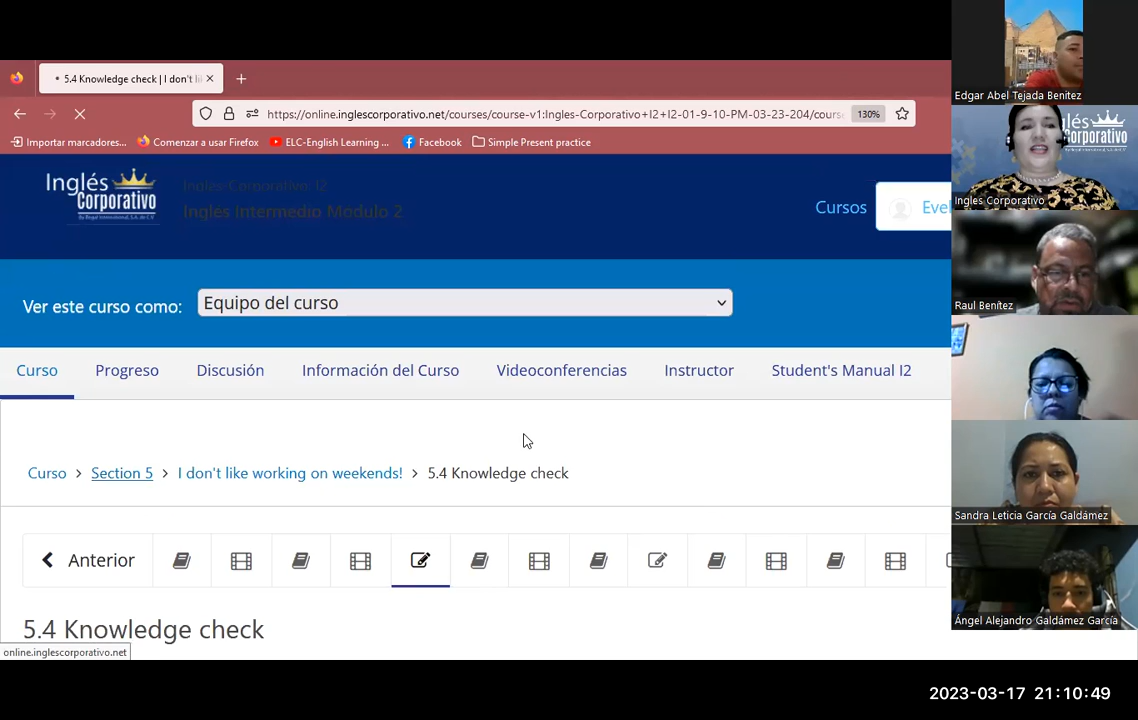 5.4 Knowledge check | I don't li
https://online.inglescorporativo.net/courses/course-v1:Ingles-Corporativo+I2+I2-01-9-10-PM-03-23-204/cours
130%
Importar marcadores...
Comenzar a usar Firefox
ELC-English Learning ...
Facebook
Simple Present practice
Inglés
Corporativo
Ingles-Corporativo: I2
Inglés Intermedio Modulo 2
Cursos
Evel
Ver este curso como:
Equipo del curso
Curso
Progreso
Discusión
Información del Curso
Videoconferencias
Instructor
Student's Manual I2
Curso > Section 5 > I don't like working on weekends! > 5.4 Knowledge check
Anterior
5.4 Knowledge check
online.inglescorporativo.net
Edgar Abel Tejada Benitez
Inglés
Corporativo
Ingles Corporativo
Raul Benítez
Sandra Leticia García Galdámez
Ángel Alejandro Galdámez García
2023-03-17 21:10:49